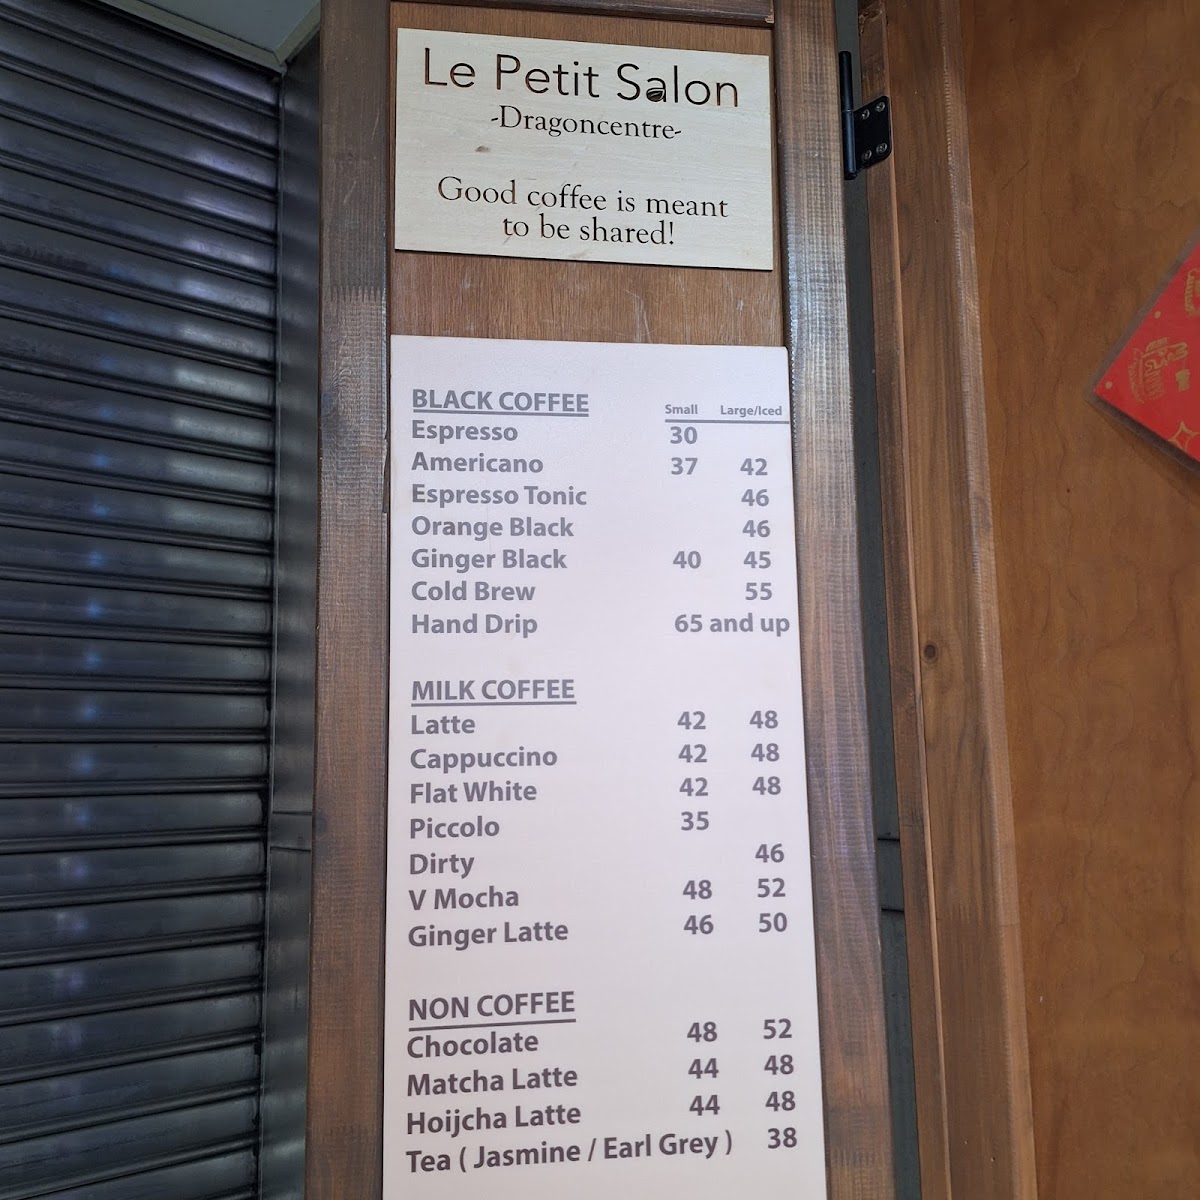 Le Petit Salon
-Dragoncentre-
Good coffee is meant
to be shared!
BLACK COFFEE Small Large/Iced
Espresso 30
Americano 37 42
Espresso Tonic 46
Orange Black 46
Ginger Black 40 45
Cold Brew 55
Hand Drip 65 and up
MILK COFFEE
Latte 42 48
Cappuccino 42 48
Flat White 42 48
Piccolo 35
Dirty 46
V Mocha 48 52
Ginger Latte 46 50
NON COFFEE
Chocolate 48 52
Matcha Latte 44 48
Hoijcha Latte 44 48
Tea ( Jasmine / Earl Grey ) 38